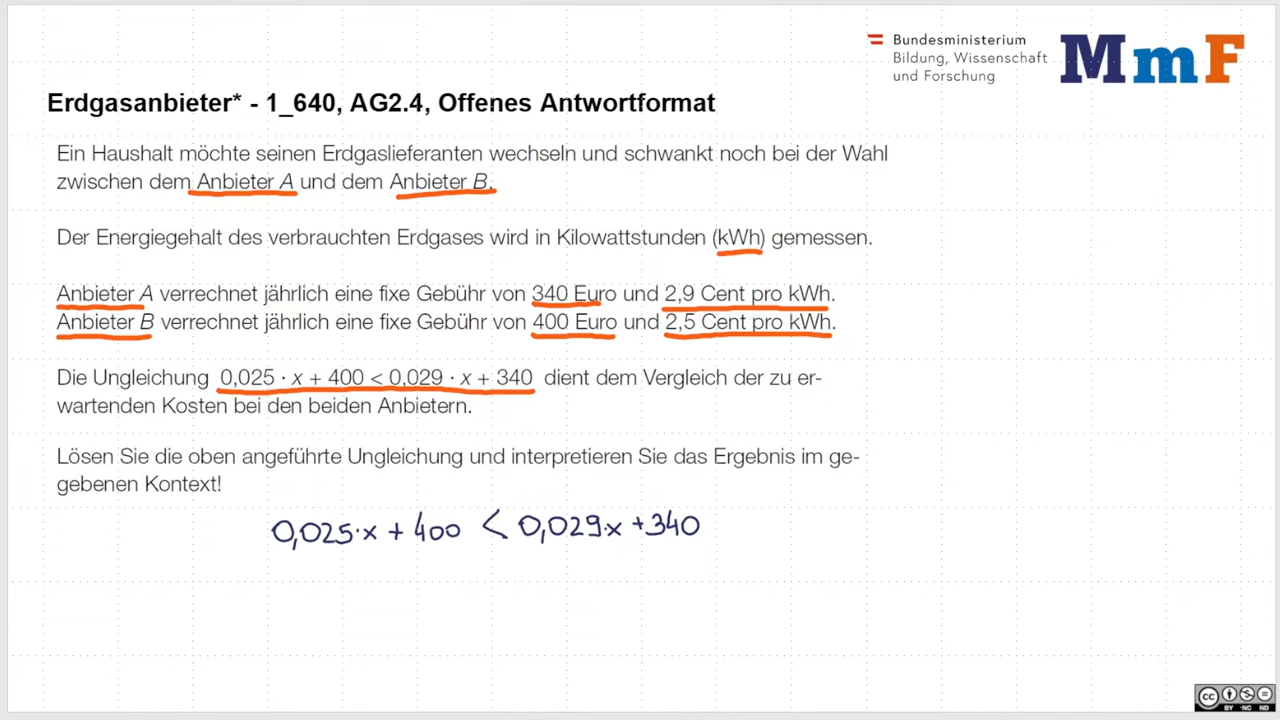 Bundesministerium
Bildung, Wissenschaft
und Forschung
MmF
Erdgasanbieter* - 1_640, AG2.4, Offenes Antwortformat
Ein Haushalt möchte seinen Erdgaslieferanten wechseln und schwankt noch bei der Wahl
zwischen dem Anbieter A und dem Anbieter B.
Der Energiegehalt des verbrauchten Erdgases wird in Kilowattstunden (kWh) gemessen.
Anbieter A verrechnet jährlich eine fixe Gebühr von 340 Euro und 2,9 Cent pro kWh.
Anbieter B verrechnet jährlich eine fixe Gebühr von 400 Euro und 2,5 Cent pro kWh.
Die Ungleichung 0,025 · x + 400 < 0,029 · x + 340 dient dem Vergleich der zu er-
wartenden Kosten bei den beiden Anbietern.
Lösen Sie die oben angeführte Ungleichung und interpretieren Sie das Ergebnis im ge-
gebenen Kontext!
0,025·x + 400 < 0,029·x + 340
CC BY NC ND